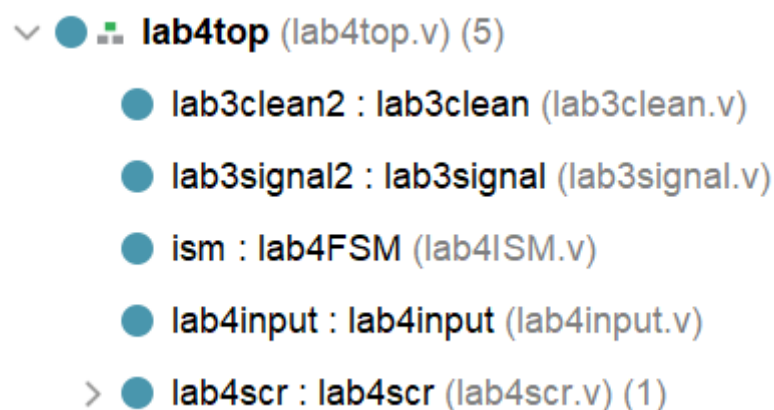 lab4top (lab4top.v) (5)
lab3clean2 : lab3clean (lab3clean.v)
lab3signal2 : lab3signal (lab3signal.v)
ism : lab4FSM (lab4ISM.v)
lab4input : lab4input (lab4input.v)
lab4scr : lab4scr (lab4scr.v) (1)